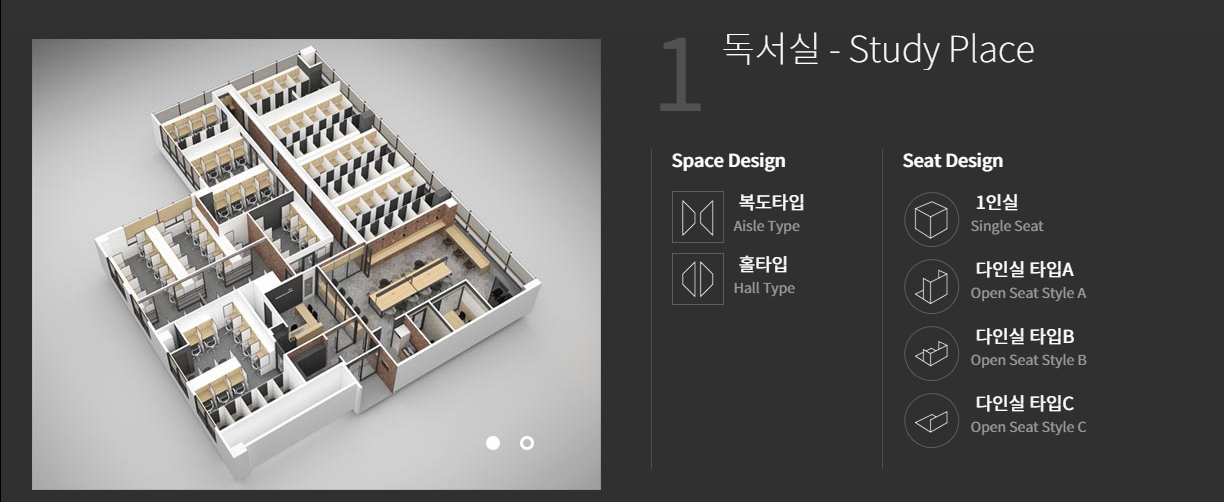 1 독서실 - Study Place
Space Design
복도타입
Aisle Type
홀타입
Hall Type
Seat Design
1인실
Single Seat
다인실 타입A
Open Seat Style A
다인실 타입B
Open Seat Style B
다인실 타입C
Open Seat Style C